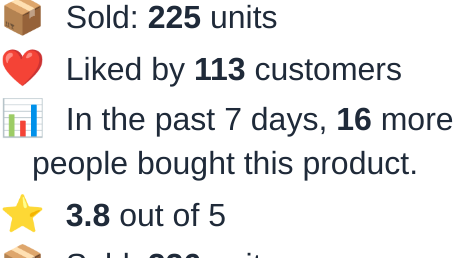 Sold: 225 units
Liked by 113 customers
In the past 7 days, 16 more
people bought this product.
3.8 out of 5